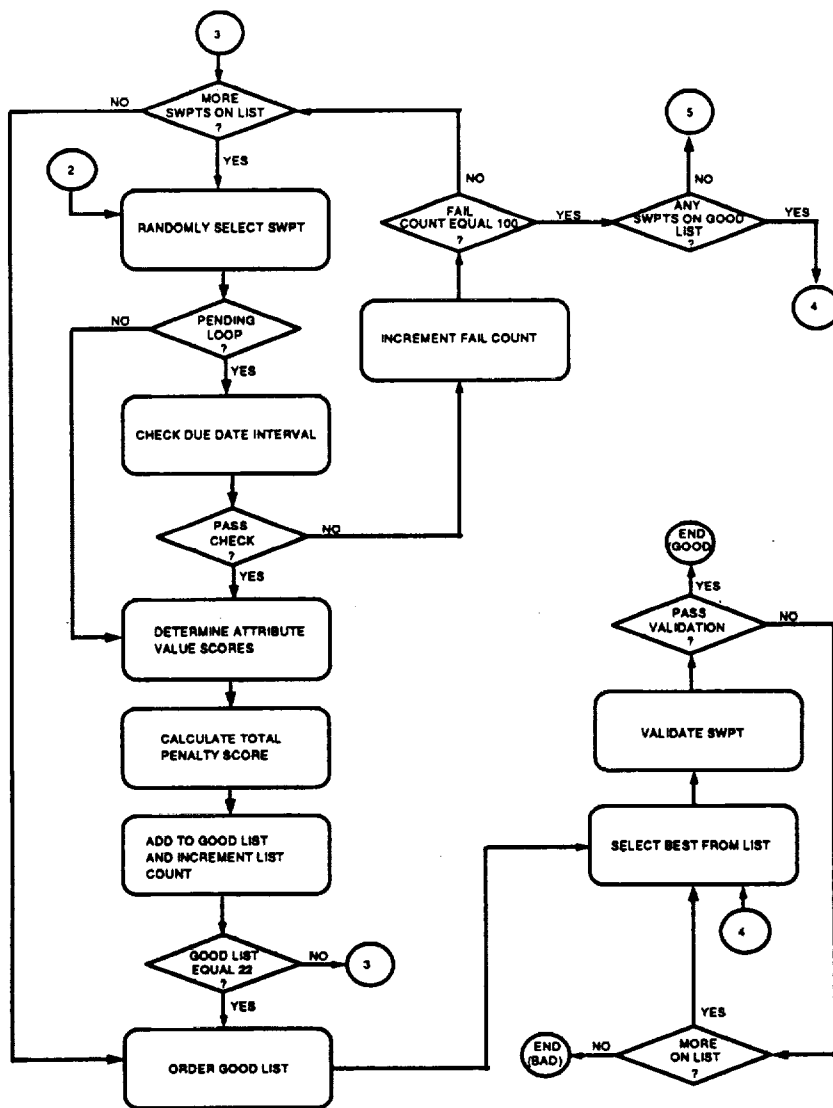 3
NO
MORE
SWPTS ON LIST
?
YES
2
RANDOMLY SELECT SWPT
NO
PENDING
LOOP
?
YES
CHECK DUE DATE INTERVAL
PASS
CHECK
?
NO
YES
DETERMINE ATTRIBUTE
VALUE SCORES
CALCULATE TOTAL
PENALTY SCORE
ADD TO GOOD LIST
AND INCREMENT LIST
COUNT
GOOD LIST
EQUAL 22
?
NO
3
YES
ORDER GOOD LIST
NO
FAIL
COUNT EQUAL 100
?
YES
INCREMENT FAIL COUNT
5
NO
ANY
SWPTS ON GOOD
LIST
?
YES
4
END
(GOOD)
YES
PASS
VALIDATION
?
NO
VALIDATE SWPT
SELECT BEST FROM LIST
4
YES
MORE
ON LIST
?
NO
END
(BAD)